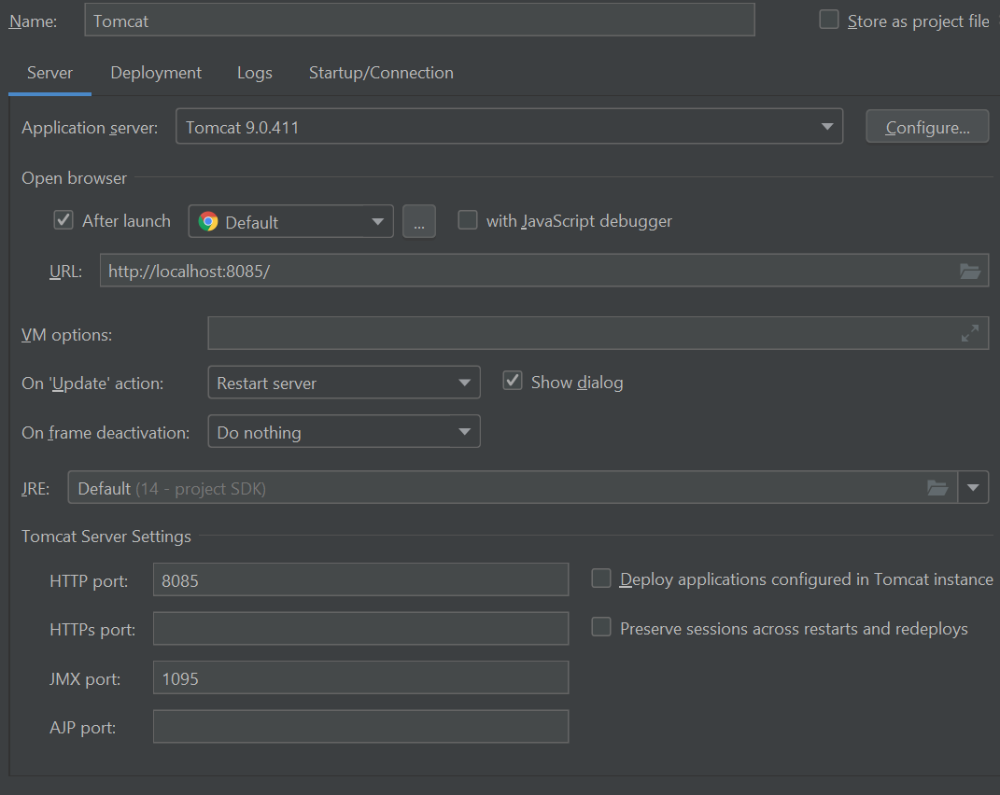 Name: Tomcat Store as project file
Server Deployment Logs Startup/Connection
Application server: Tomcat 9.0.411 Configure...
Open browser
After launch Default ... with JavaScript debugger
URL: http://localhost:8085/
VM options:
On 'Update' action: Restart server Show dialog
On frame deactivation: Do nothing
JRE: Default (14 - project SDK)
Tomcat Server Settings
HTTP port: 8085 Deploy applications configured in Tomcat instance
HTTPs port: Preserve sessions across restarts and redeploys
JMX port: 1095
AJP port: